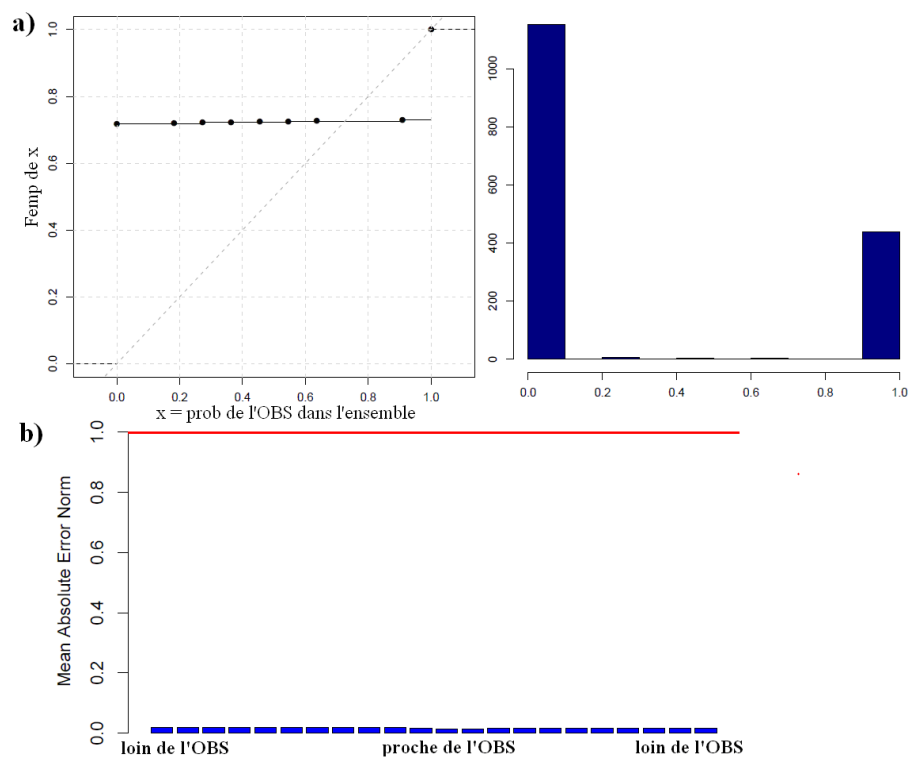 a)
1.0
0.8
0.6
0.4
0.2
0.0
Femp de x
0.0 0.2 0.4 0.6 0.8 1.0
x = prob de l'OBS dans l'ensemble
1000
800
600
400
200
0
0.0 0.2 0.4 0.6 0.8 1.0
b)
1.0
0.8
0.6
0.4
0.2
0.0
Mean Absolute Error Norm
loin de l'OBS proche de l'OBS loin de l'OBS